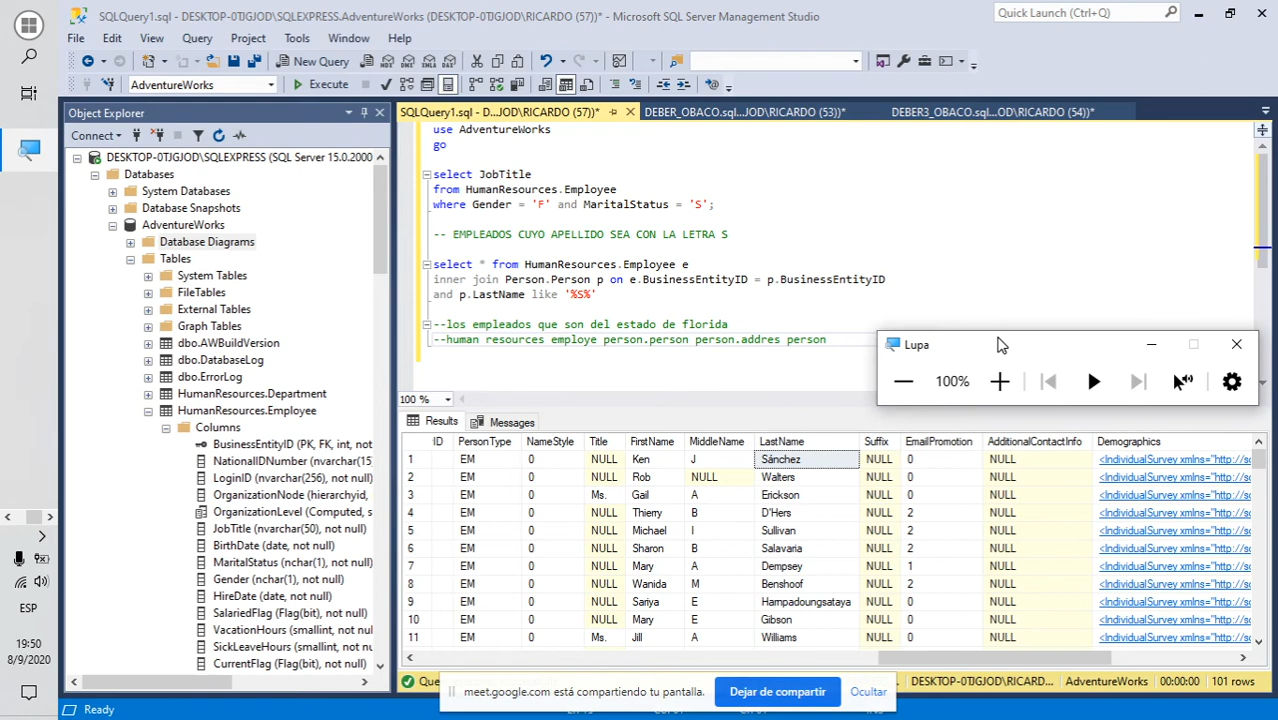 SQLQuery1.sql - DESKTOP-0TJGJOD\SQLEXPRESS.AdventureWorks (DESKTOP-0TJGJOD\RICARDO (57))* - Microsoft SQL Server Management Studio
Quick Launch (Ctrl+Q)
File Edit View Query Project Tools Window Help
New Query
MDX DMX XMLA DAX
AdventureWorks
Execute
Object Explorer
SQLQuery1.sql - D...JOD\RICARDO (57))*
DEBER_OBACO.sql...OD\RICARDO (53))*
DEBER3_OBACO.sql...OD\RICARDO (54))*
Connect
DESKTOP-0TJGJOD\SQLEXPRESS (SQL Server 15.0.2000
Databases
System Databases
Database Snapshots
AdventureWorks
Database Diagrams
Tables
System Tables
FileTables
External Tables
Graph Tables
dbo.AWBuildVersion
dbo.DatabaseLog
dbo.ErrorLog
HumanResources.Department
HumanResources.Employee
Columns
BusinessEntityID (PK, FK, int, not
NationalIDNumber (nvarchar(15)
LoginID (nvarchar(256), not null)
OrganizationNode (hierarchyid,
OrganizationLevel (Computed, s
JobTitle (nvarchar(50), not null)
BirthDate (date, not null)
MaritalStatus (nchar(1), not null)
Gender (nchar(1), not null)
HireDate (date, not null)
SalariedFlag (Flag(bit), not null)
VacationHours (smallint, not nu
SickLeaveHours (smallint, not nu
CurrentFlag (Flag(bit), not null)
use AdventureWorks
go
select JobTitle
from HumanResources.Employee
where Gender = 'F' and MaritalStatus = 'S';
-- EMPLEADOS CUYO APELLIDO SEA CON LA LETRA S
select * from HumanResources.Employee e
inner join Person.Person p on e.BusinessEntityID = p.BusinessEntityID
and p.LastName like '%S%'
--los empleados que son del estado de florida
--human resources employe person.person person.addres person
Lupa
100%
100 %
Results Messages
ID PersonType NameStyle Title FirstName MiddleName LastName Suffix EmailPromotion AdditionalContactInfo Demographics
1 EM 0 NULL Ken J Sánchez NULL 0 NULL <IndividualSurvey xmlns="http://sc
2 EM 0 NULL Rob NULL Walters NULL 0 NULL <IndividualSurvey xmlns="http://sc
3 EM 0 Ms. Gail A Erickson NULL 0 NULL <IndividualSurvey xmlns="http://sc
4 EM 0 NULL Thierry B D'Hers NULL 2 NULL <IndividualSurvey xmlns="http://sc
5 EM 0 NULL Michael I Sullivan NULL 2 NULL <IndividualSurvey xmlns="http://sc
6 EM 0 NULL Sharon B Salavaria NULL 2 NULL <IndividualSurvey xmlns="http://sc
7 EM 0 NULL Mary A Dempsey NULL 1 NULL <IndividualSurvey xmlns="http://sc
8 EM 0 NULL Wanida M Benshoof NULL 2 NULL <IndividualSurvey xmlns="http://sc
9 EM 0 NULL Sariya E Hampadoungsataya NULL 0 NULL <IndividualSurvey xmlns="http://sc
10 EM 0 NULL Mary E Gibson NULL 0 NULL <IndividualSurvey xmlns="http://sc
11 EM 0 Ms. Jill A Williams NULL 0 NULL <IndividualSurvey xmlns="http://sc
DESKTOP-0TJGJOD\RICARD... AdventureWorks 00:00:00 101 rows
meet.google.com está compartiendo tu pantalla. Dejar de compartir Ocultar
Ready
ESP
19:50
8/9/2020